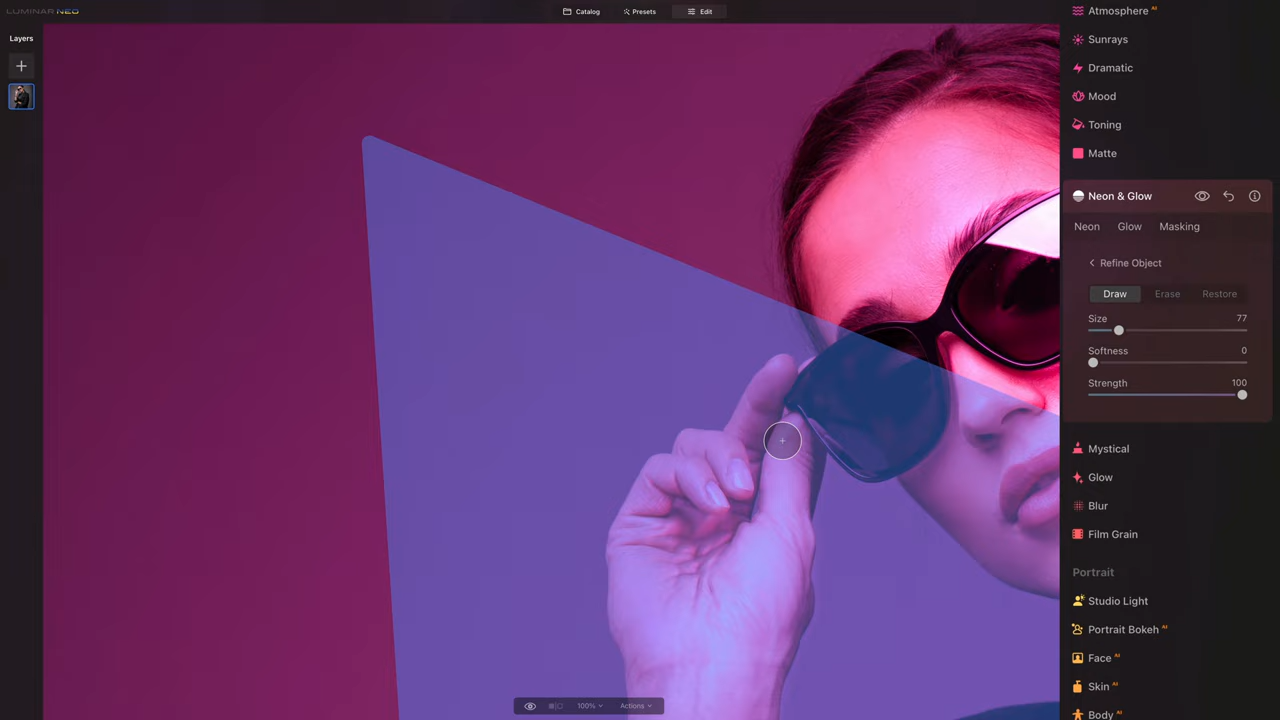 LUMINAR NEO
Catalog
Presets
Edit
Layers
Atmosphere AI
Sunrays
Dramatic
Mood
Toning
Matte
Neon & Glow
Neon Glow Masking
Refine Object
Draw Erase Restore
Size 77
Softness 0
Strength 100
Mystical
Glow
Blur
Film Grain
Portrait
Studio Light
Portrait Bokeh AI
Face AI
Skin AI
Body AI
100%
Actions